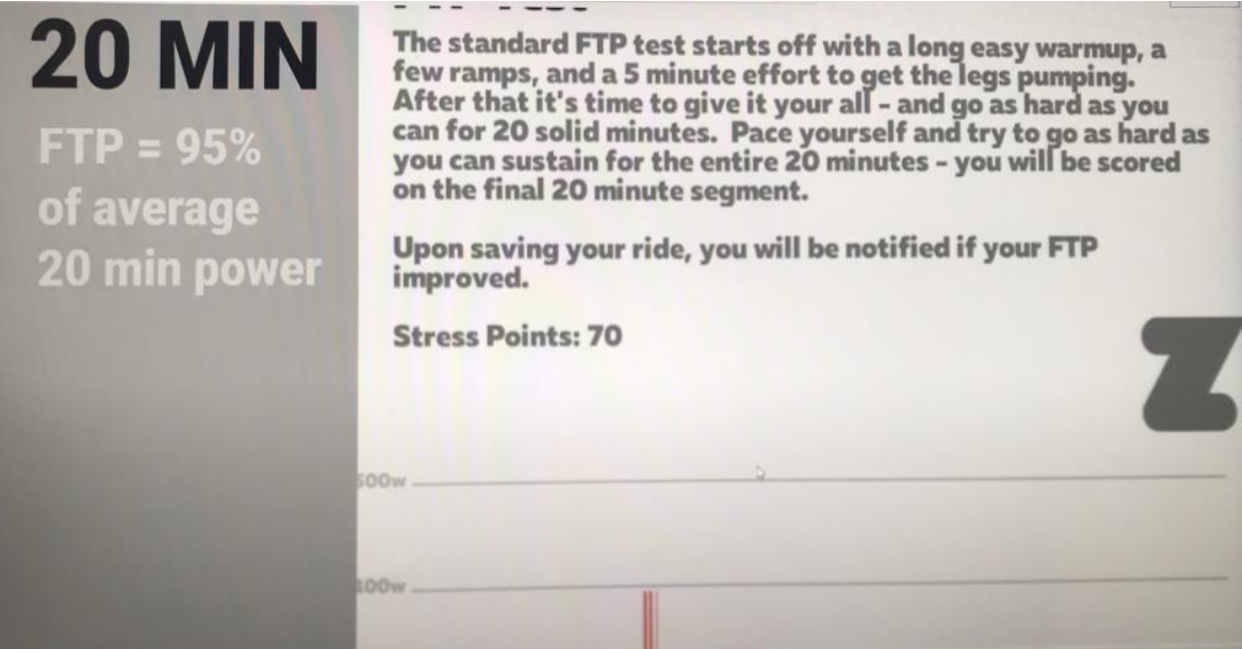 20 MIN
FTP = 95%
of average
20 min power
The standard FTP test starts off with a long easy warmup, a
few ramps, and a 5 minute effort to get the legs pumping.
After that it's time to give it your all – and go as hard as you
can for 20 solid minutes.  Pace yourself and try to go as hard as
you can sustain for the entire 20 minutes – you will be scored
on the final 20 minute segment.
Upon saving your ride, you will be notified if your FTP
improved.
Stress Points: 70
Z